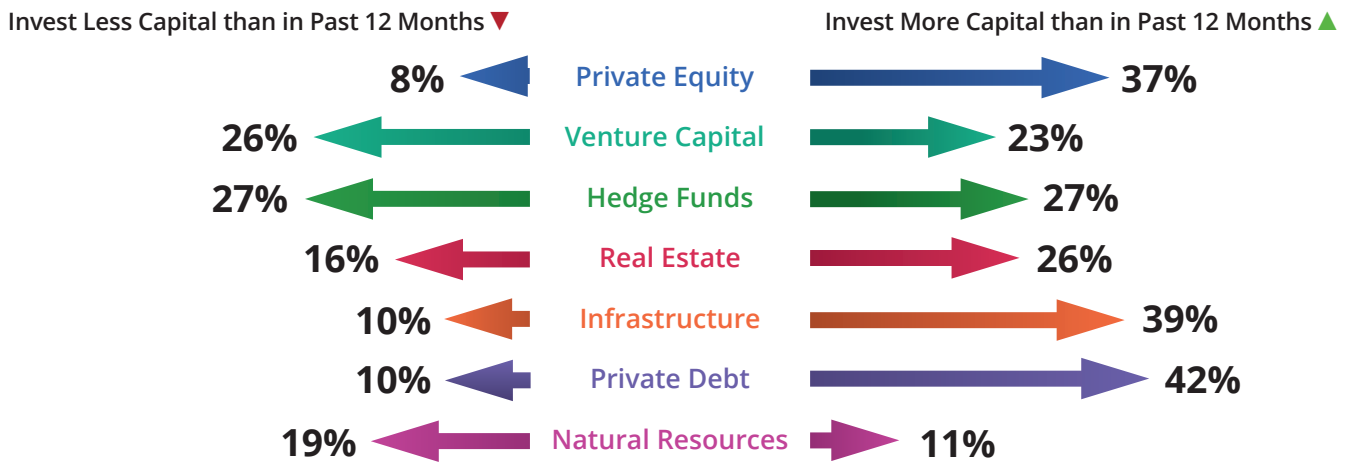 Invest Less Capital than in Past 12 Months ▼ Invest More Capital than in Past 12 Months ▲
8% Private Equity 37%
26% Venture Capital 23%
27% Hedge Funds 27%
16% Real Estate 26%
10% Infrastructure 39%
10% Private Debt 42%
19% Natural Resources 11%